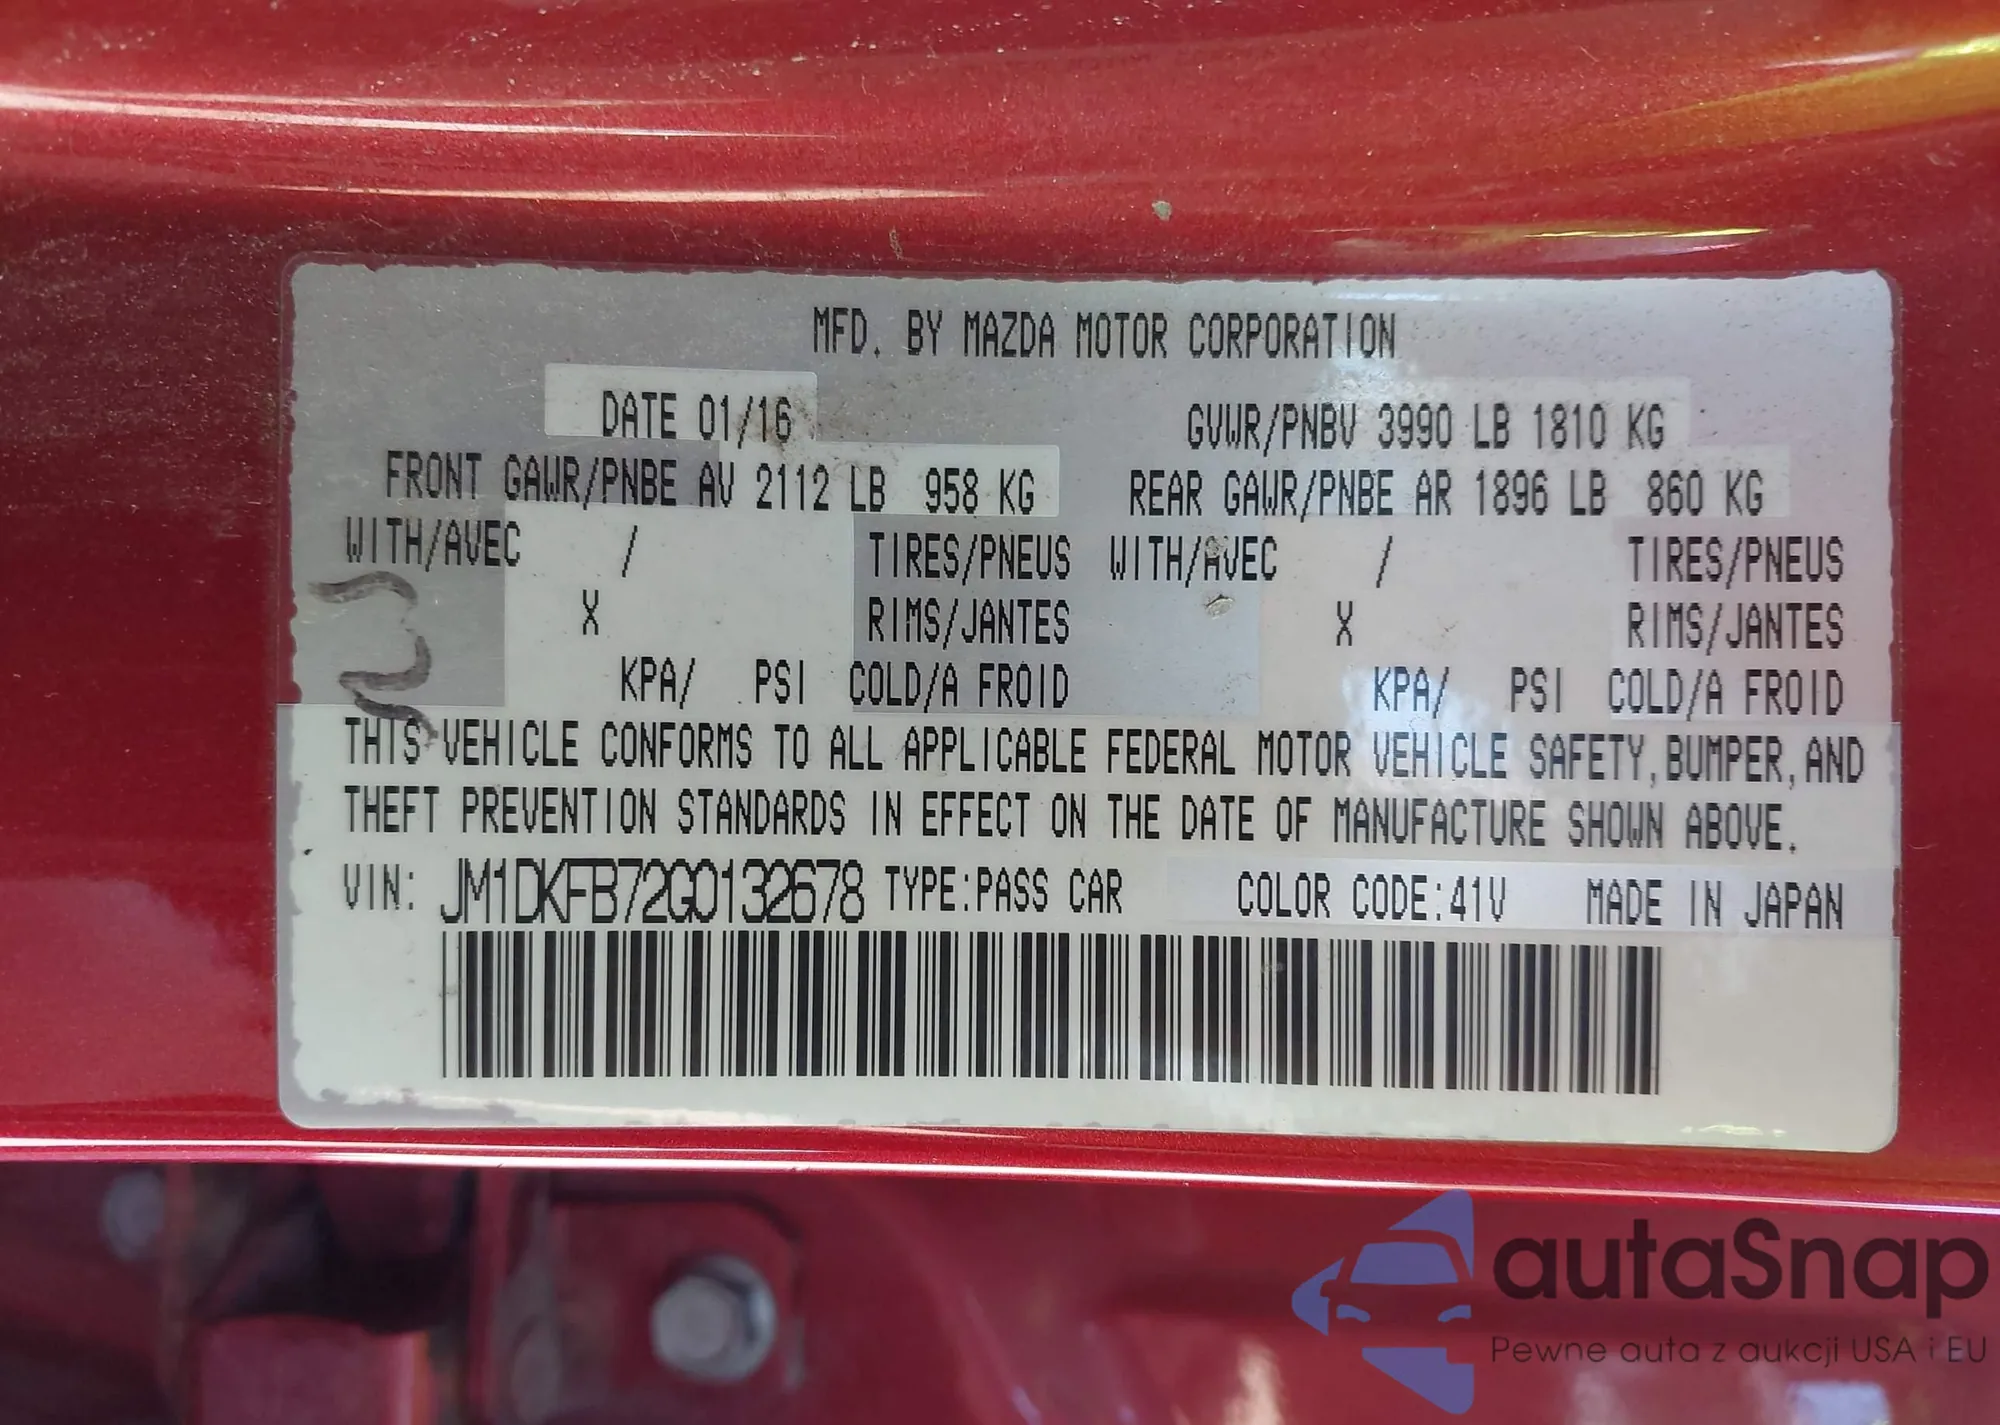 MFD. BY MAZDA MOTOR CORPORATION
DATE 01/16 GVWR/PNBV 3990 LB 1810 KG
FRONT GAWR/PNBE AV 2112 LB 958 KG REAR GAWR/PNBE AR 1896 LB 860 KG
WITH/AVEC / TIRES/PNEUS WITH/AVEC / TIRES/PNEUS
X RIMS/JANTES X RIMS/JANTES
KPA/ PSI COLD/A FROID KPA/ PSI COLD/A FROID
THIS VEHICLE CONFORMS TO ALL APPLICABLE FEDERAL MOTOR VEHICLE SAFETY, BUMPER, AND
THEFT PREVENTION STANDARDS IN EFFECT ON THE DATE OF MANUFACTURE SHOWN ABOVE.
VIN: JM1DKFB72G0132678 TYPE:PASS CAR COLOR CODE:41V MADE IN JAPAN
autaSnap
Pewne auta z aukcji USA i EU